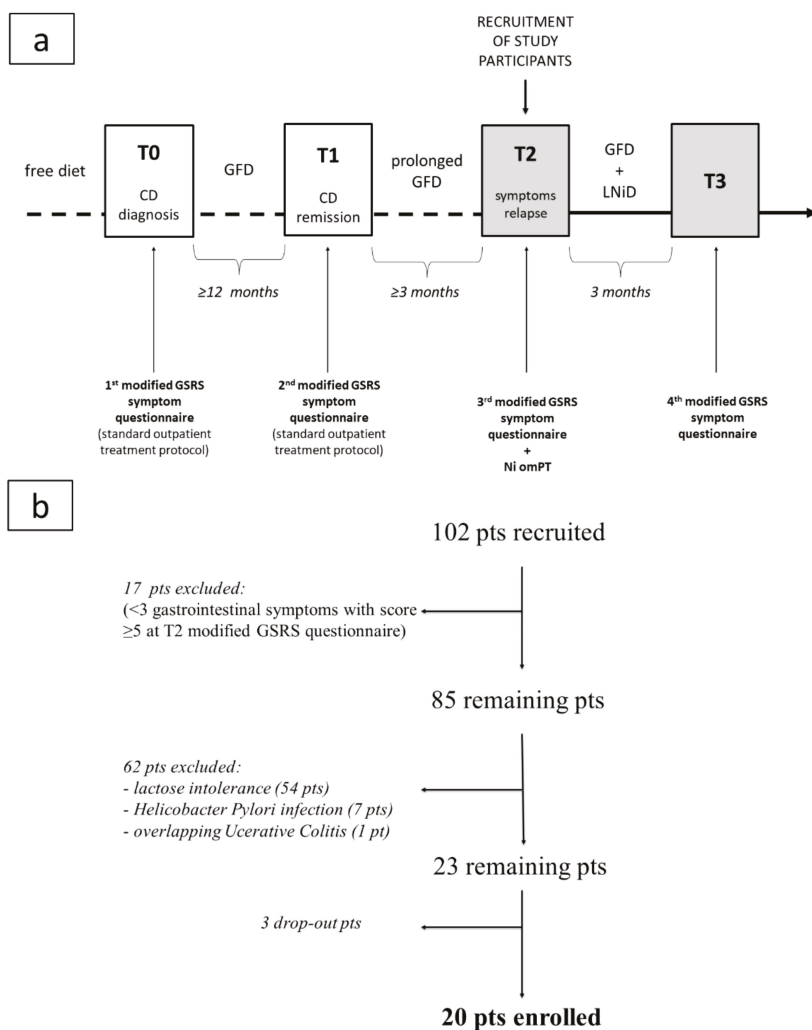 a
RECRUITMENT
OF STUDY
PARTICIPANTS
free diet
T0
CD
diagnosis
GFD
T1
CD
remission
prolonged
GFD
T2
symptoms
relapse
GFD
+
LNiD
T3
≥12 months
≥3 months
3 months
1st modified GSRS
symptom
questionnaire
(standard outpatient
treatment protocol)
2nd modified GSRS
symptom
questionnaire
(standard outpatient
treatment protocol)
3rd modified GSRS
symptom
questionnaire
+
Ni omPT
4th modified GSRS
symptom
questionnaire
b
102 pts recruited
17 pts excluded:
(<3 gastrointestinal symptoms with score
≥5 at T2 modified GSRS questionnaire)
85 remaining pts
62 pts excluded:
- lactose intolerance (54 pts)
- Helicobacter Pylori infection (7 pts)
- overlapping Ucerative Colitis (1 pt)
23 remaining pts
3 drop-out pts
20 pts enrolled